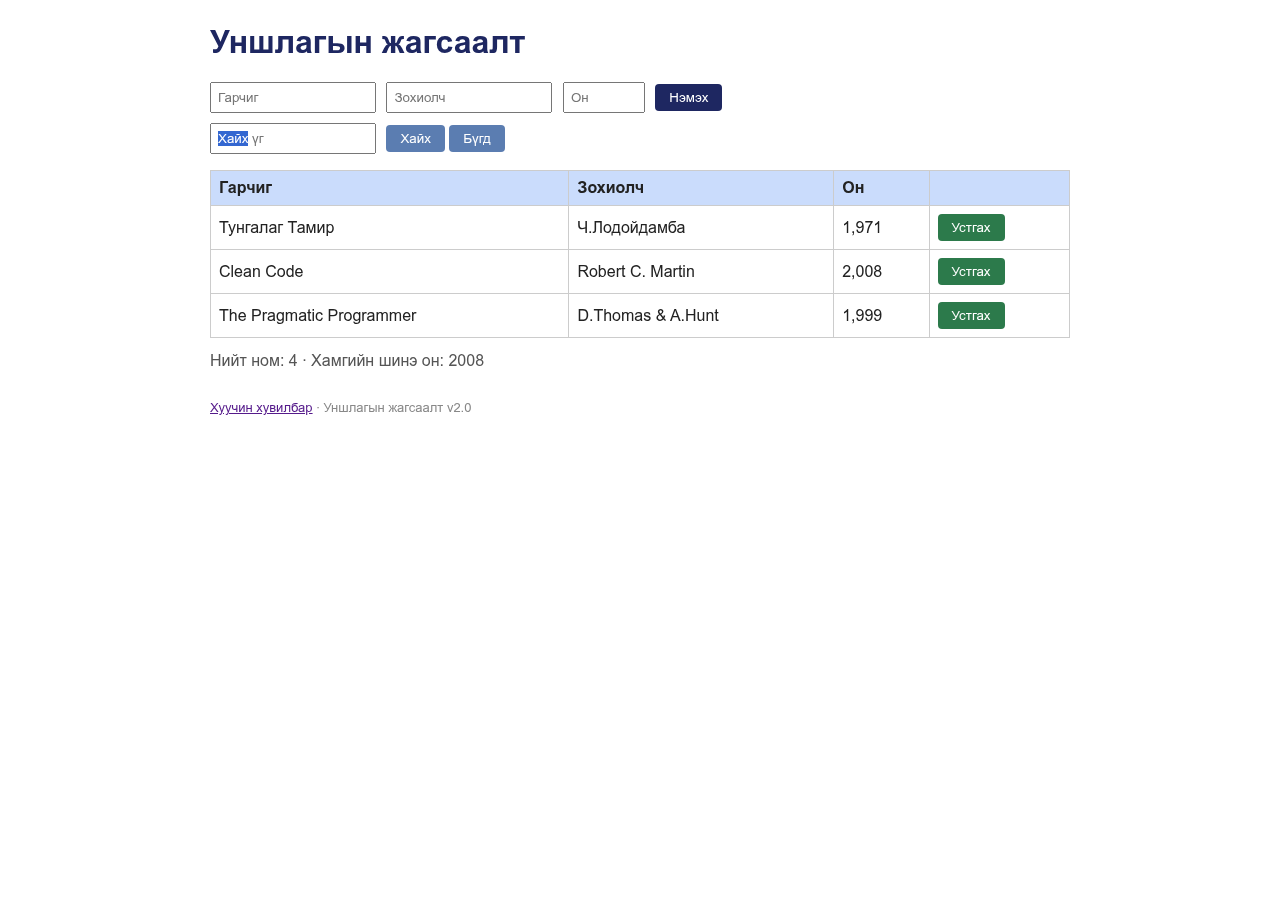 Уншлагын жагсаалт
Гарчиг Зохиолч Он Нэмэх
Хайх үг Хайх Бүгд
Гарчиг Зохиолч Он
Тунгалаг Тамир Ч.Лодойдамба 1,971 Устгах
Clean Code Robert C. Martin 2,008 Устгах
The Pragmatic Programmer D.Thomas & A.Hunt 1,999 Устгах
Нийт ном: 4 · Хамгийн шинэ он: 2008
Хуучин хувилбар · Уншлагын жагсаалт v2.0